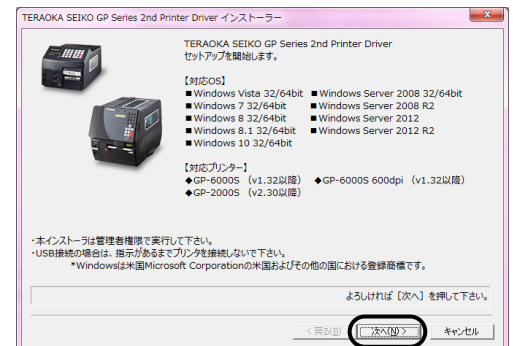 TERAOKA SEIKO GP Series 2nd Printer Driver インストーラー
TERAOKA SEIKO GP Series 2nd Printer Driver
セットアップを開始します。
【対応OS】
■Windows Vista 32/64bit ■Windows Server 2008 32/64bit
■Windows 7 32/64bit ■Windows Server 2008 R2
■Windows 8 32/64bit ■Windows Server 2012
■Windows 8.1 32/64bit ■Windows Server 2012 R2
■Windows 10 32/64bit
【対応プリンター】
◆GP-6000S （v1.32以降） ◆GP-6000S 600dpi （v1.32以降）
◆GP-2000S （v2.30以降）
・本インストーラは管理者権限で実行して下さい。
・USB接続の場合は、指示があるまでプリンタを接続しないで下さい。
*Windowsは米国Microsoft Corporationの米国およびその他の国における登録商標です。
よろしければ [次へ] を押して下さい。
< 戻る(B) 次へ(N) > キャンセル